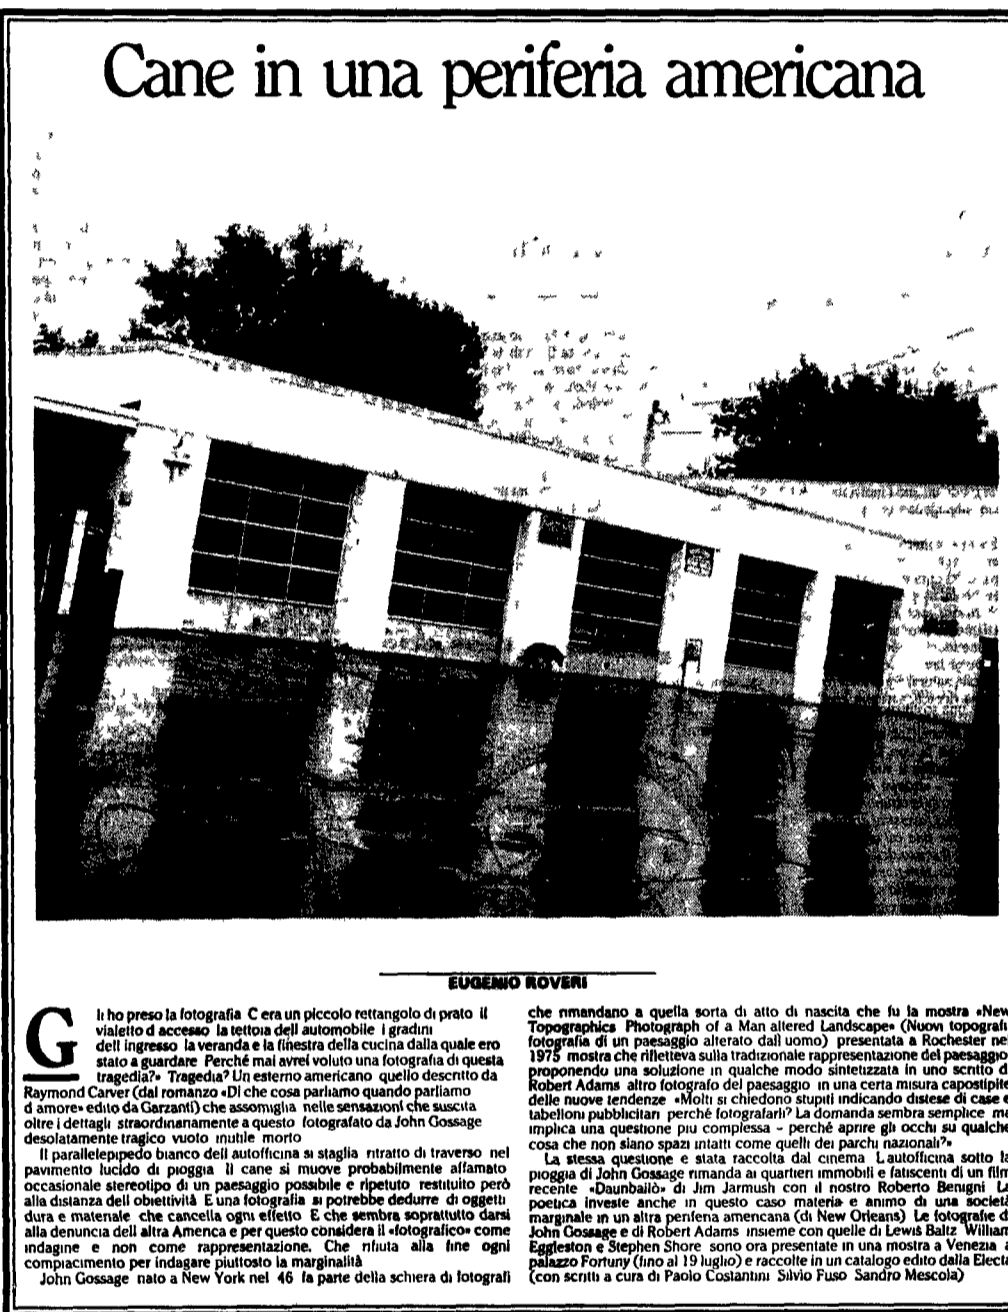 Cane in una periferia americana
EUGENIO ROVERI
Gli ho preso la fotografia C era un piccolo rettangolo di prato il
vialetto d accesso la tettoia dell automobile i gradini
dell ingresso la veranda e la finestra della cucina dalla quale ero
stato a guardare Perché mai avrei voluto una fotografia di questa
tragedia?» Tragedia? Un esterno americano quello descritto da
Raymond Carver (dal romanzo «Di che cosa parliamo quando parliamo
d amore» edito da Garzanti) che assomiglia nelle sensazioni che suscita
oltre i dettagli straordinariamente a questo fotografato da John Gossage
desolatamente tragico vuoto inutile morto
Il parallelepipedo bianco dell autofficina si staglia ritratto di traverso nel
pavimento lucido di pioggia Il cane si muove probabilmente affamato
occasionale stereotipo di un paesaggio possibile e ripetuto restituito però
alla distanza dell obiettività E una fotografia si potrebbe dedurre di oggetti
dura e materiale che cancella ogni effetto E che sembra soprattutto darsi
alla denuncia dell altra America e per questo considera il «fotografico» come
indagine e non come rappresentazione. Che rifiuta alla fine ogni
compiacimento per indagare piuttosto la marginalità
John Gossage nato a New York nel 46 fa parte della schiera di fotografi
che rimandano a quella sorta di atto di nascita che fu la mostra «New
Topographics Photograph of a Man altered Landscape» (Nuovi topografi
fotografia di un paesaggio alterato dall uomo) presentata a Rochester nel
1975 mostra che rifletteva sulla tradizionale rappresentazione del paesaggio
proponendo una soluzione in qualche modo sintetizzata in uno scritto di
Robert Adams altro fotografo del paesaggio in una certa misura capostipite
delle nuove tendenze «Molti si chiedono stupiti indicando distese di case e
tabelloni pubblicitari perché fotografarli? La domanda sembra semplice ma
implica una questione piu complessa - perché aprire gli occhi su qualche
cosa che non siano spazi intatti come quelli dei parchi nazionali?»
La stessa questione e stata raccolta dal cinema L autofficina sotto la
pioggia di John Gossage rimanda ai quartieri immobili e fatiscenti di un film
recente «Daunbailò» di Jim Jarmush con il nostro Roberto Benigni La
poetica investe anche in questo caso materia e animo di una società
marginale in un altra periferia americana (di New Orleans) Le fotografie di
John Gossage e di Robert Adams insieme con quelle di Lewis Baltz William
Eggleston e Stephen Shore sono ora presentate in una mostra a Venezia a
palazzo Fortuny (fino al 19 luglio) e raccolte in un catalogo edito dalla Electa
(con scritti a cura di Paolo Costantini Silvio Fuso Sandro Mescola)